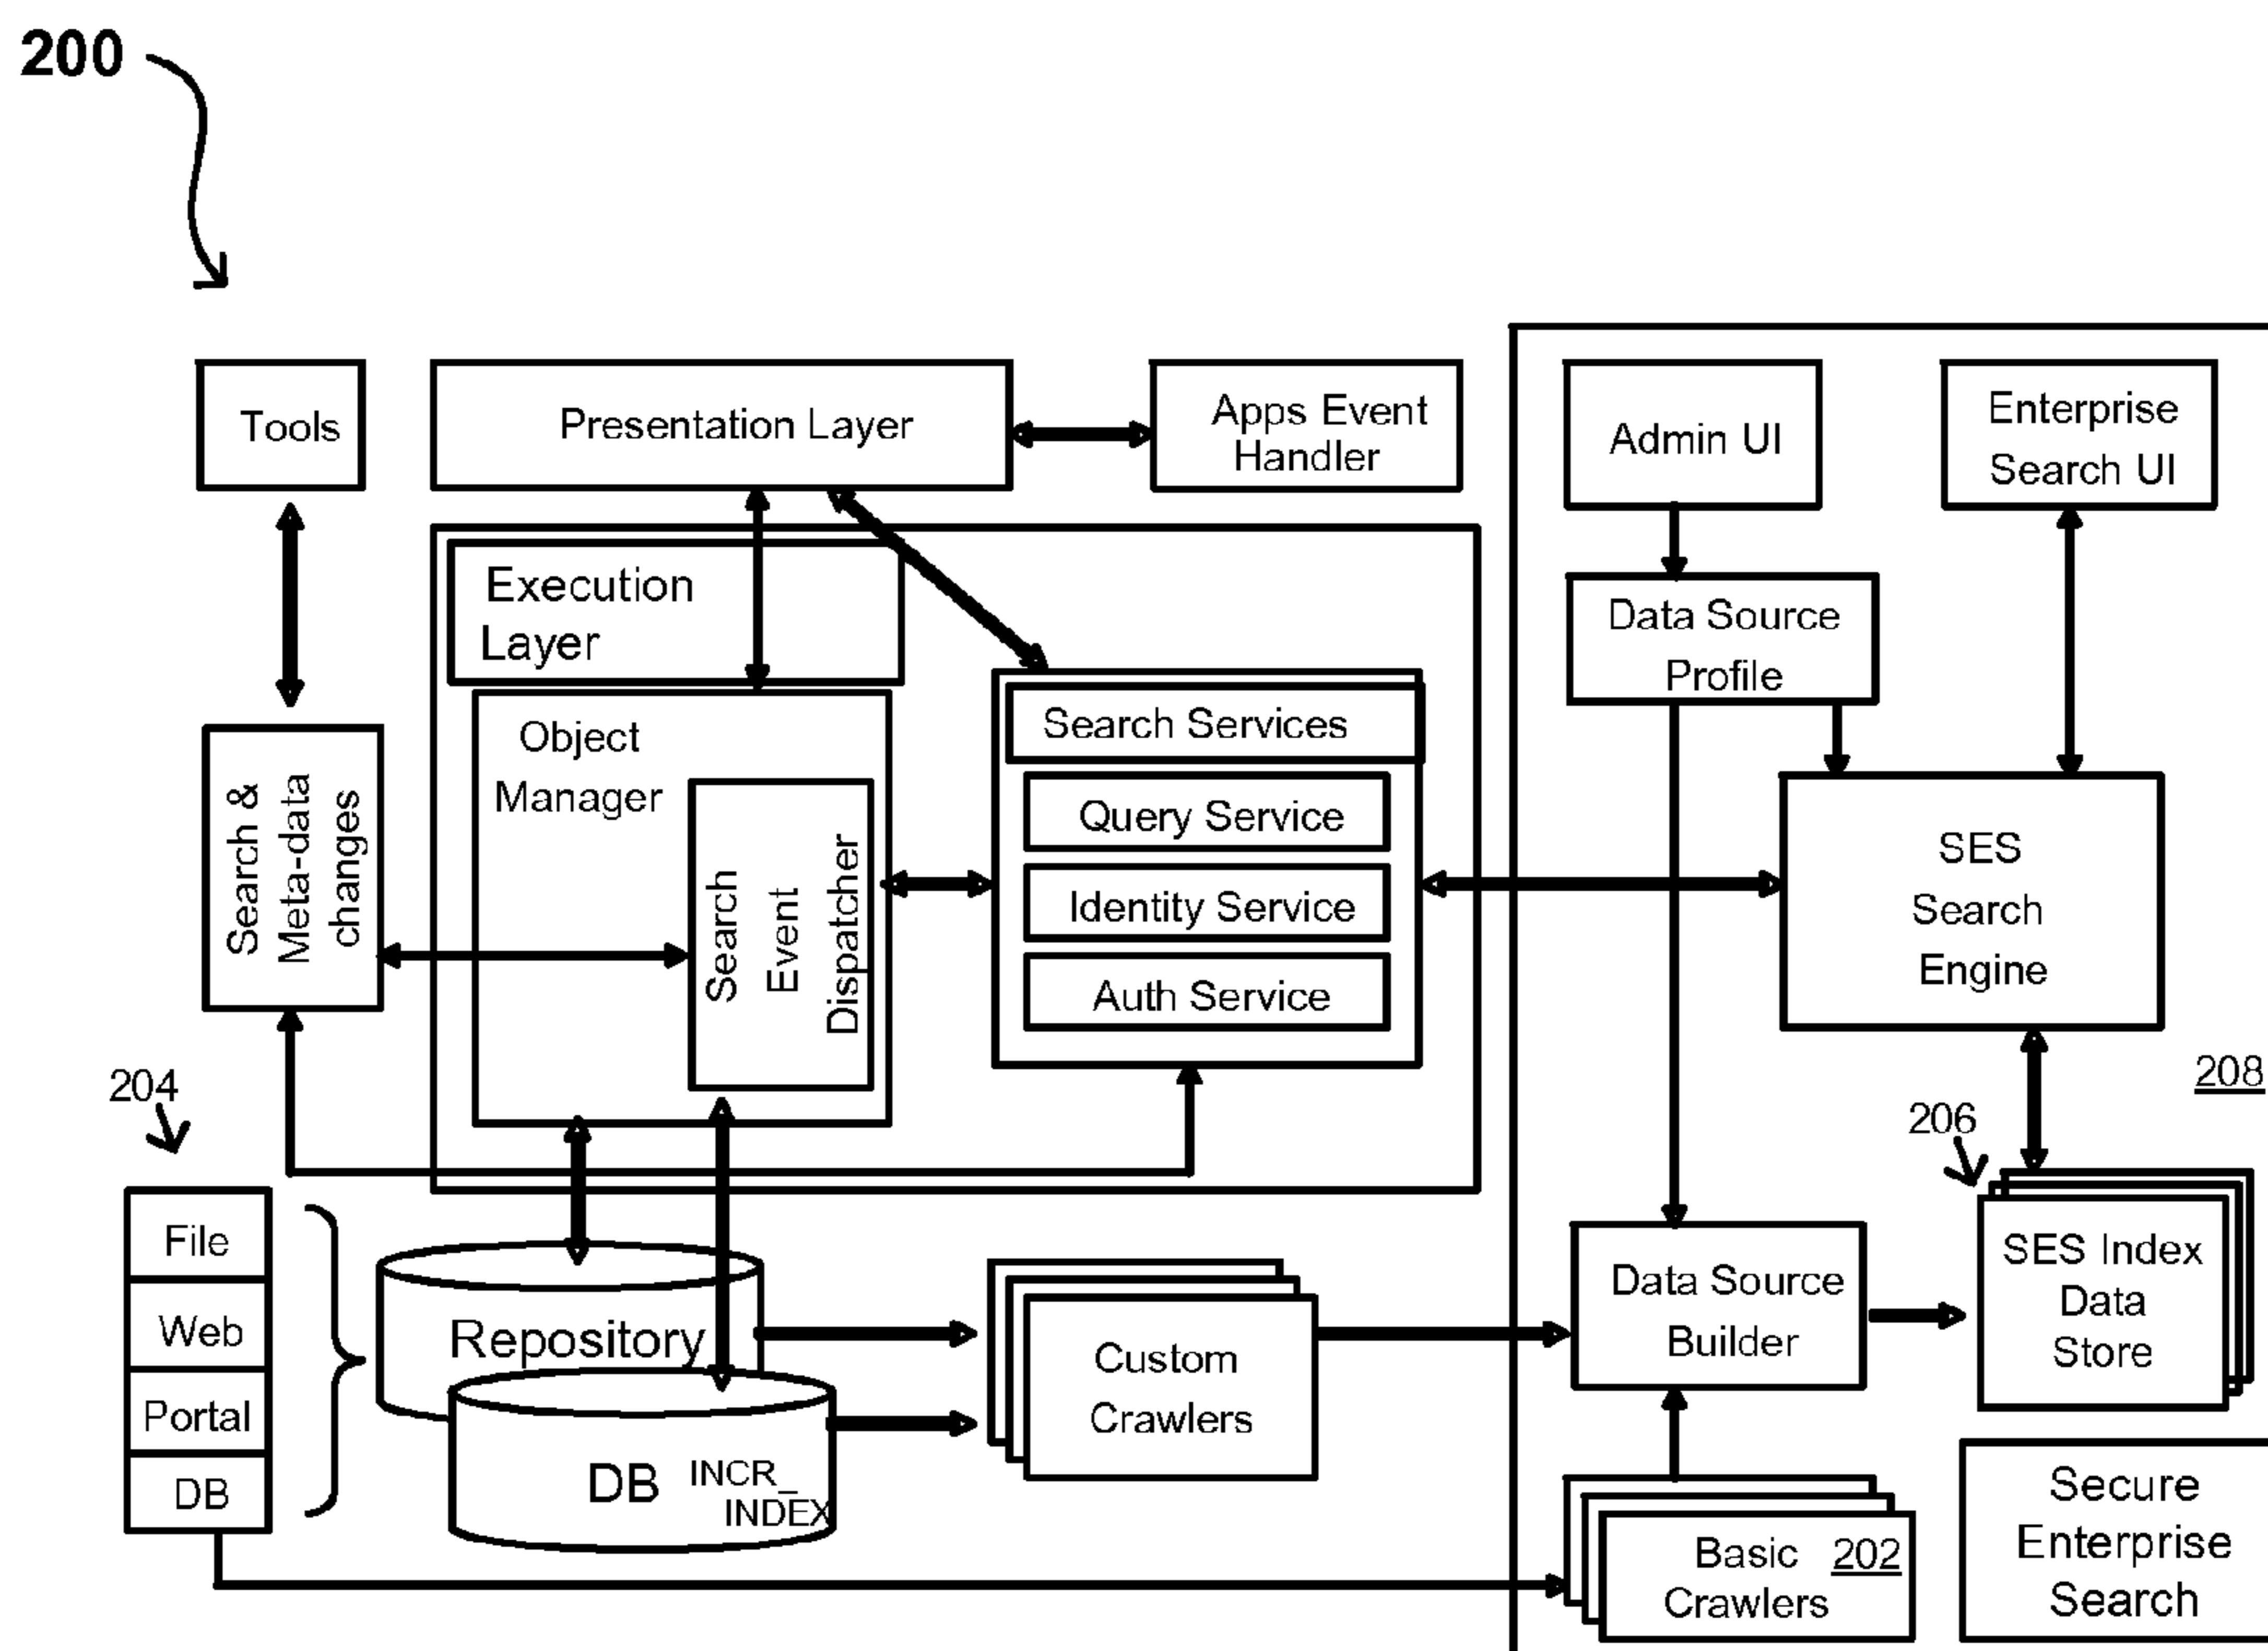 200
Tools
Presentation Layer
Apps Event
Handler
Admin UI
Enterprise
Search UI
Execution
Layer
Data Source
Profile
Object
Manager
Search Services
Query Service
Identity Service
Auth Service
Search &
Meta-data
changes
Search
Event
Dispatcher
SES
Search
Engine
208
204
206
File
Web
Portal
DB
Repository
DB
INCR_
INDEX
Custom
Crawlers
Data Source
Builder
SES Index
Data
Store
Basic 202
Crawlers
Secure
Enterprise
Search